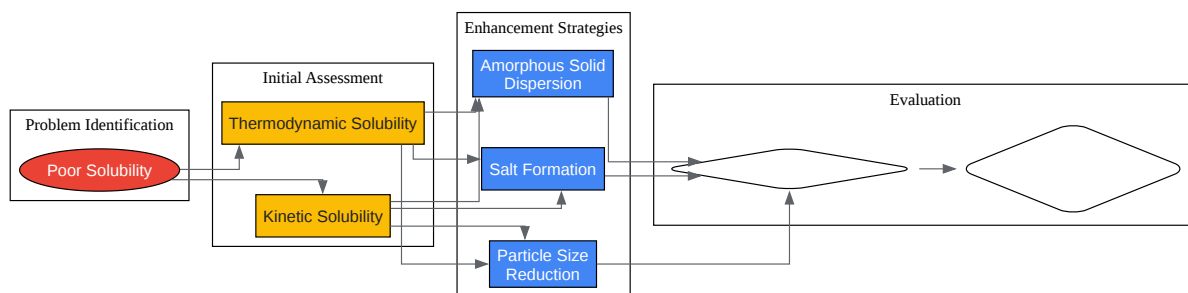 Problem Identification
Poor Solubility
Initial Assessment
Thermodynamic Solubility
Kinetic Solubility
Enhancement Strategies
Amorphous Solid
Dispersion
Salt Formation
Particle Size
Reduction
Evaluation